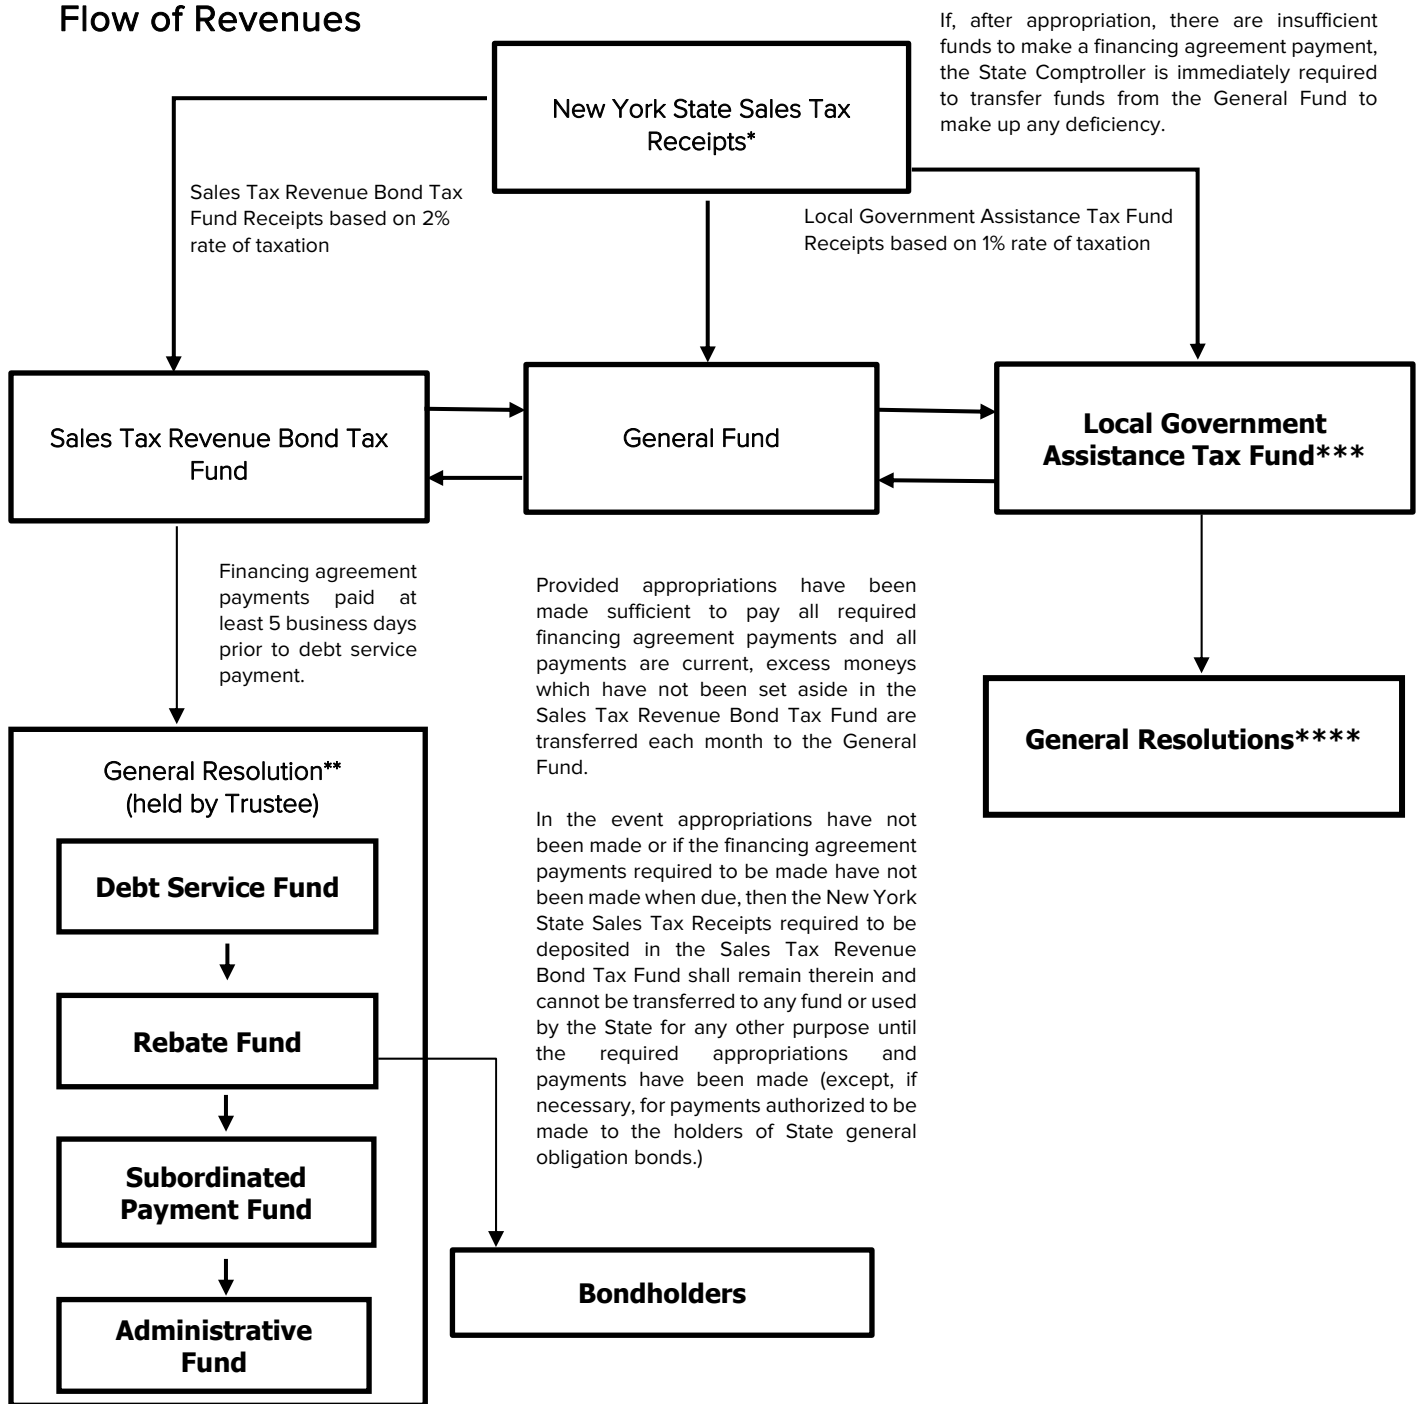 Flow of Revenues
If, after appropriation, there are insufficient
funds to make a financing agreement payment,
the State Comptroller is immediately required
to transfer funds from the General Fund to
make up any deficiency.
New York State Sales Tax
Receipts*
Sales Tax Revenue Bond Tax
Fund Receipts based on 2%
rate of taxation
Local Government Assistance Tax Fund
Receipts based on 1% rate of taxation
Sales Tax Revenue Bond Tax
Fund
General Fund
Local Government
Assistance Tax Fund***
Financing agreement
payments paid at
least 5 business days
prior to debt service
payment.
Provided appropriations have been
made sufficient to pay all required
financing agreement payments and all
payments are current, excess moneys
which have not been set aside in the
Sales Tax Revenue Bond Tax Fund are
transferred each month to the General
Fund.
In the event appropriations have not
been made or if the financing agreement
payments required to be made have not
been made when due, then the New York
State Sales Tax Receipts required to be
deposited in the Sales Tax Revenue
Bond Tax Fund shall remain therein and
cannot be transferred to any fund or used
by the State for any other purpose until
the required appropriations and
payments have been made (except, if
necessary, for payments authorized to be
made to the holders of State general
obligation bonds.)
General Resolutions****
General Resolution**
(held by Trustee)
Debt Service Fund
Rebate Fund
Subordinated
Payment Fund
Administrative
Fund
Bondholders